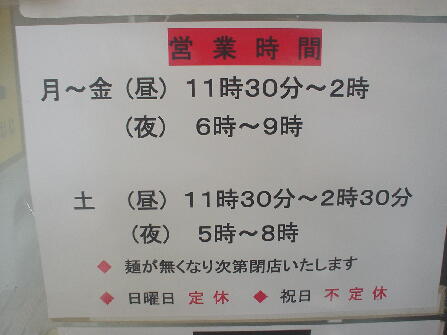 営業時間
月～金（昼）11時30分～2時
（夜）6時～9時
土（昼）11時30分～2時30分
（夜）5時～8時
◆ 麺が無くなり次第閉店いたします
◆ 日曜日 定休 ◆ 祝日 不定休